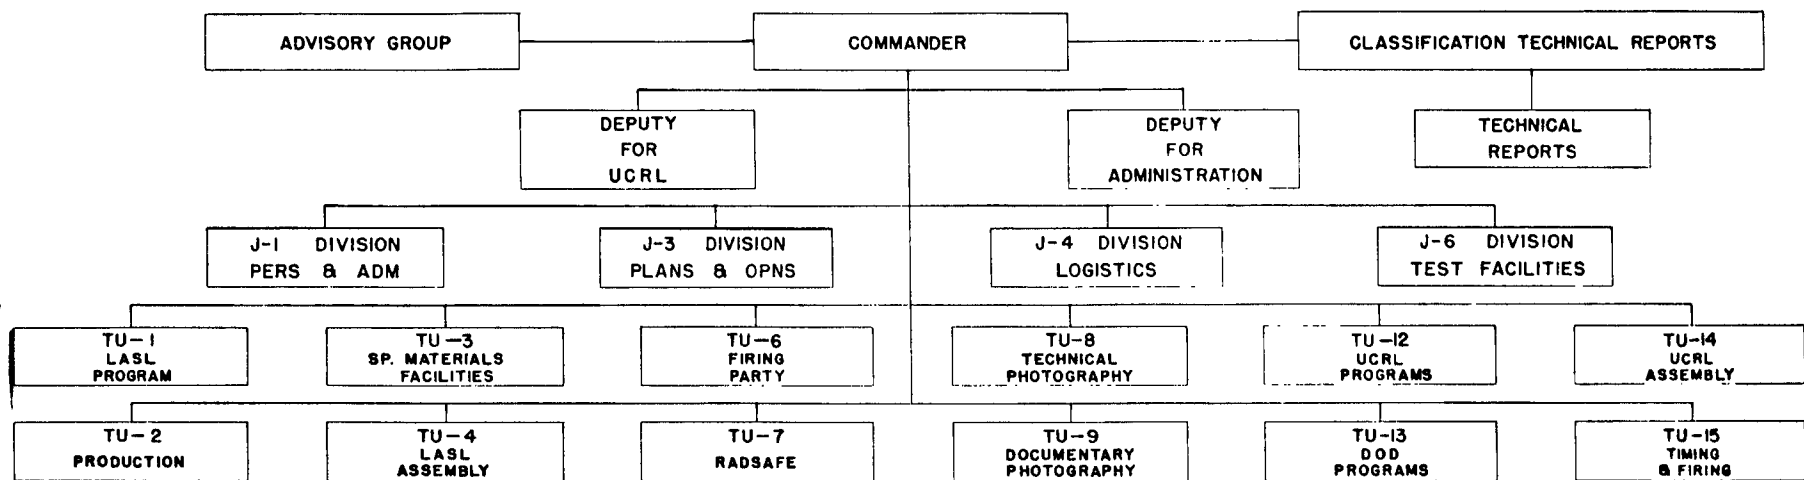 ADVISORY GROUP
COMMANDER
CLASSIFICATION TECHNICAL REPORTS
DEPUTY
FOR
UCRL
DEPUTY
FOR
ADMINISTRATION
TECHNICAL
REPORTS
J-1 DIVISION
PERS & ADM
J-3 DIVISION
PLANS & OPNS
J-4 DIVISION
LOGISTICS
J-6 DIVISION
TEST FACILITIES
TU-1
LASL
PROGRAM
TU-3
SP. MATERIALS
FACILITIES
TU-6
FIRING
PARTY
TU-8
TECHNICAL
PHOTOGRAPHY
TU-12
UCRL
PROGRAMS
TU-14
UCRL
ASSEMBLY
TU-2
PRODUCTION
TU-4
LASL
ASSEMBLY
TU-7
RADSAFE
TU-9
DOCUMENTARY
PHOTOGRAPHY
TU-13
DOD
PROGRAMS
TU-15
TIMING
& FIRING